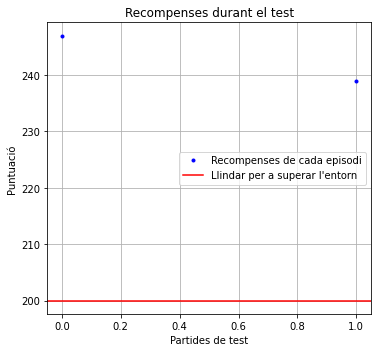 Recompenses durant el test
240
230
220
210
200
Puntuació
Recompenses de cada episodi
Llindar per a superar l'entorn
0.0 0.2 0.4 0.6 0.8 1.0
Partides de test